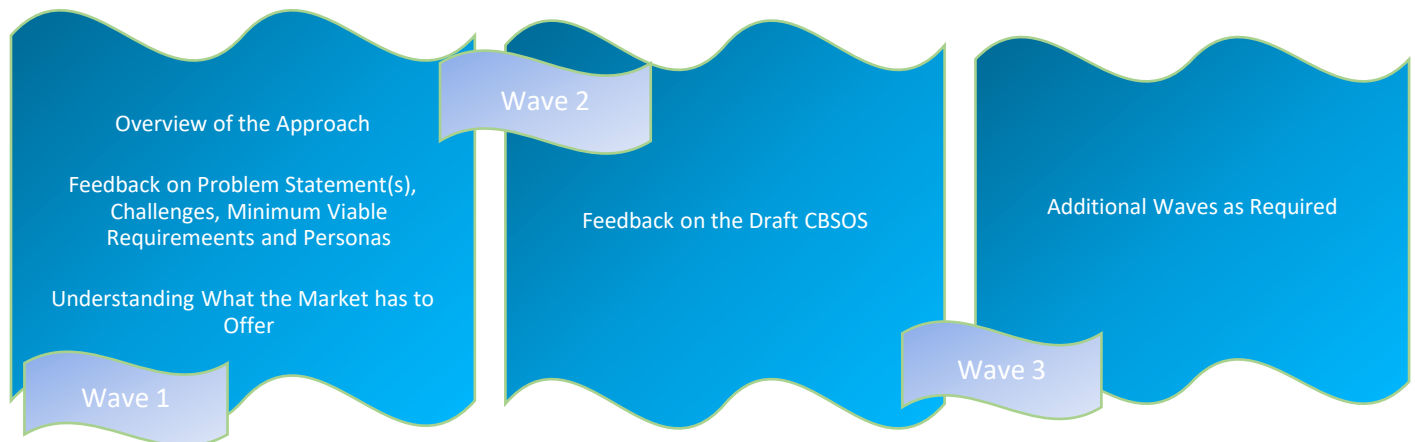 Overview of the Approach
Feedback on Problem Statement(s),
Challenges, Minimum Viable
Requiremeents and Personas
Understanding What the Market has to
Offer
Wave 1
Wave 2
Feedback on the Draft CBSOS
Additional Waves as Required
Wave 3